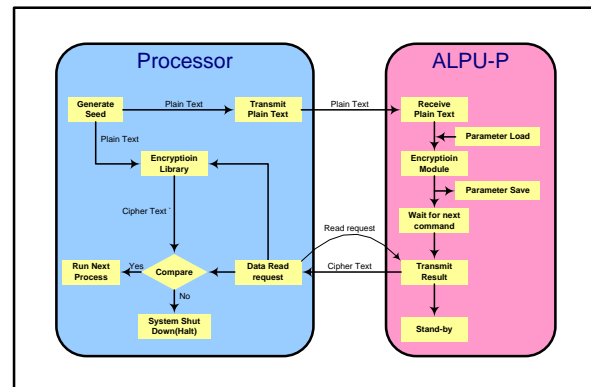 Processor
ALPU-P
Generate
Seed
Plain Text
Transmit
Plain Text
Plain Text
Receive
Plain Text
Plain Text
Parameter Load
Encryptioin
Library
Encryptioin
Module
Parameter Save
Cipher Text `
Wait for next
command
Read request
Run Next
Process
Yes
Compare
Data Read
request
Cipher Text
Transmit
Result
No
System Shut
Down(Halt)
Stand-by